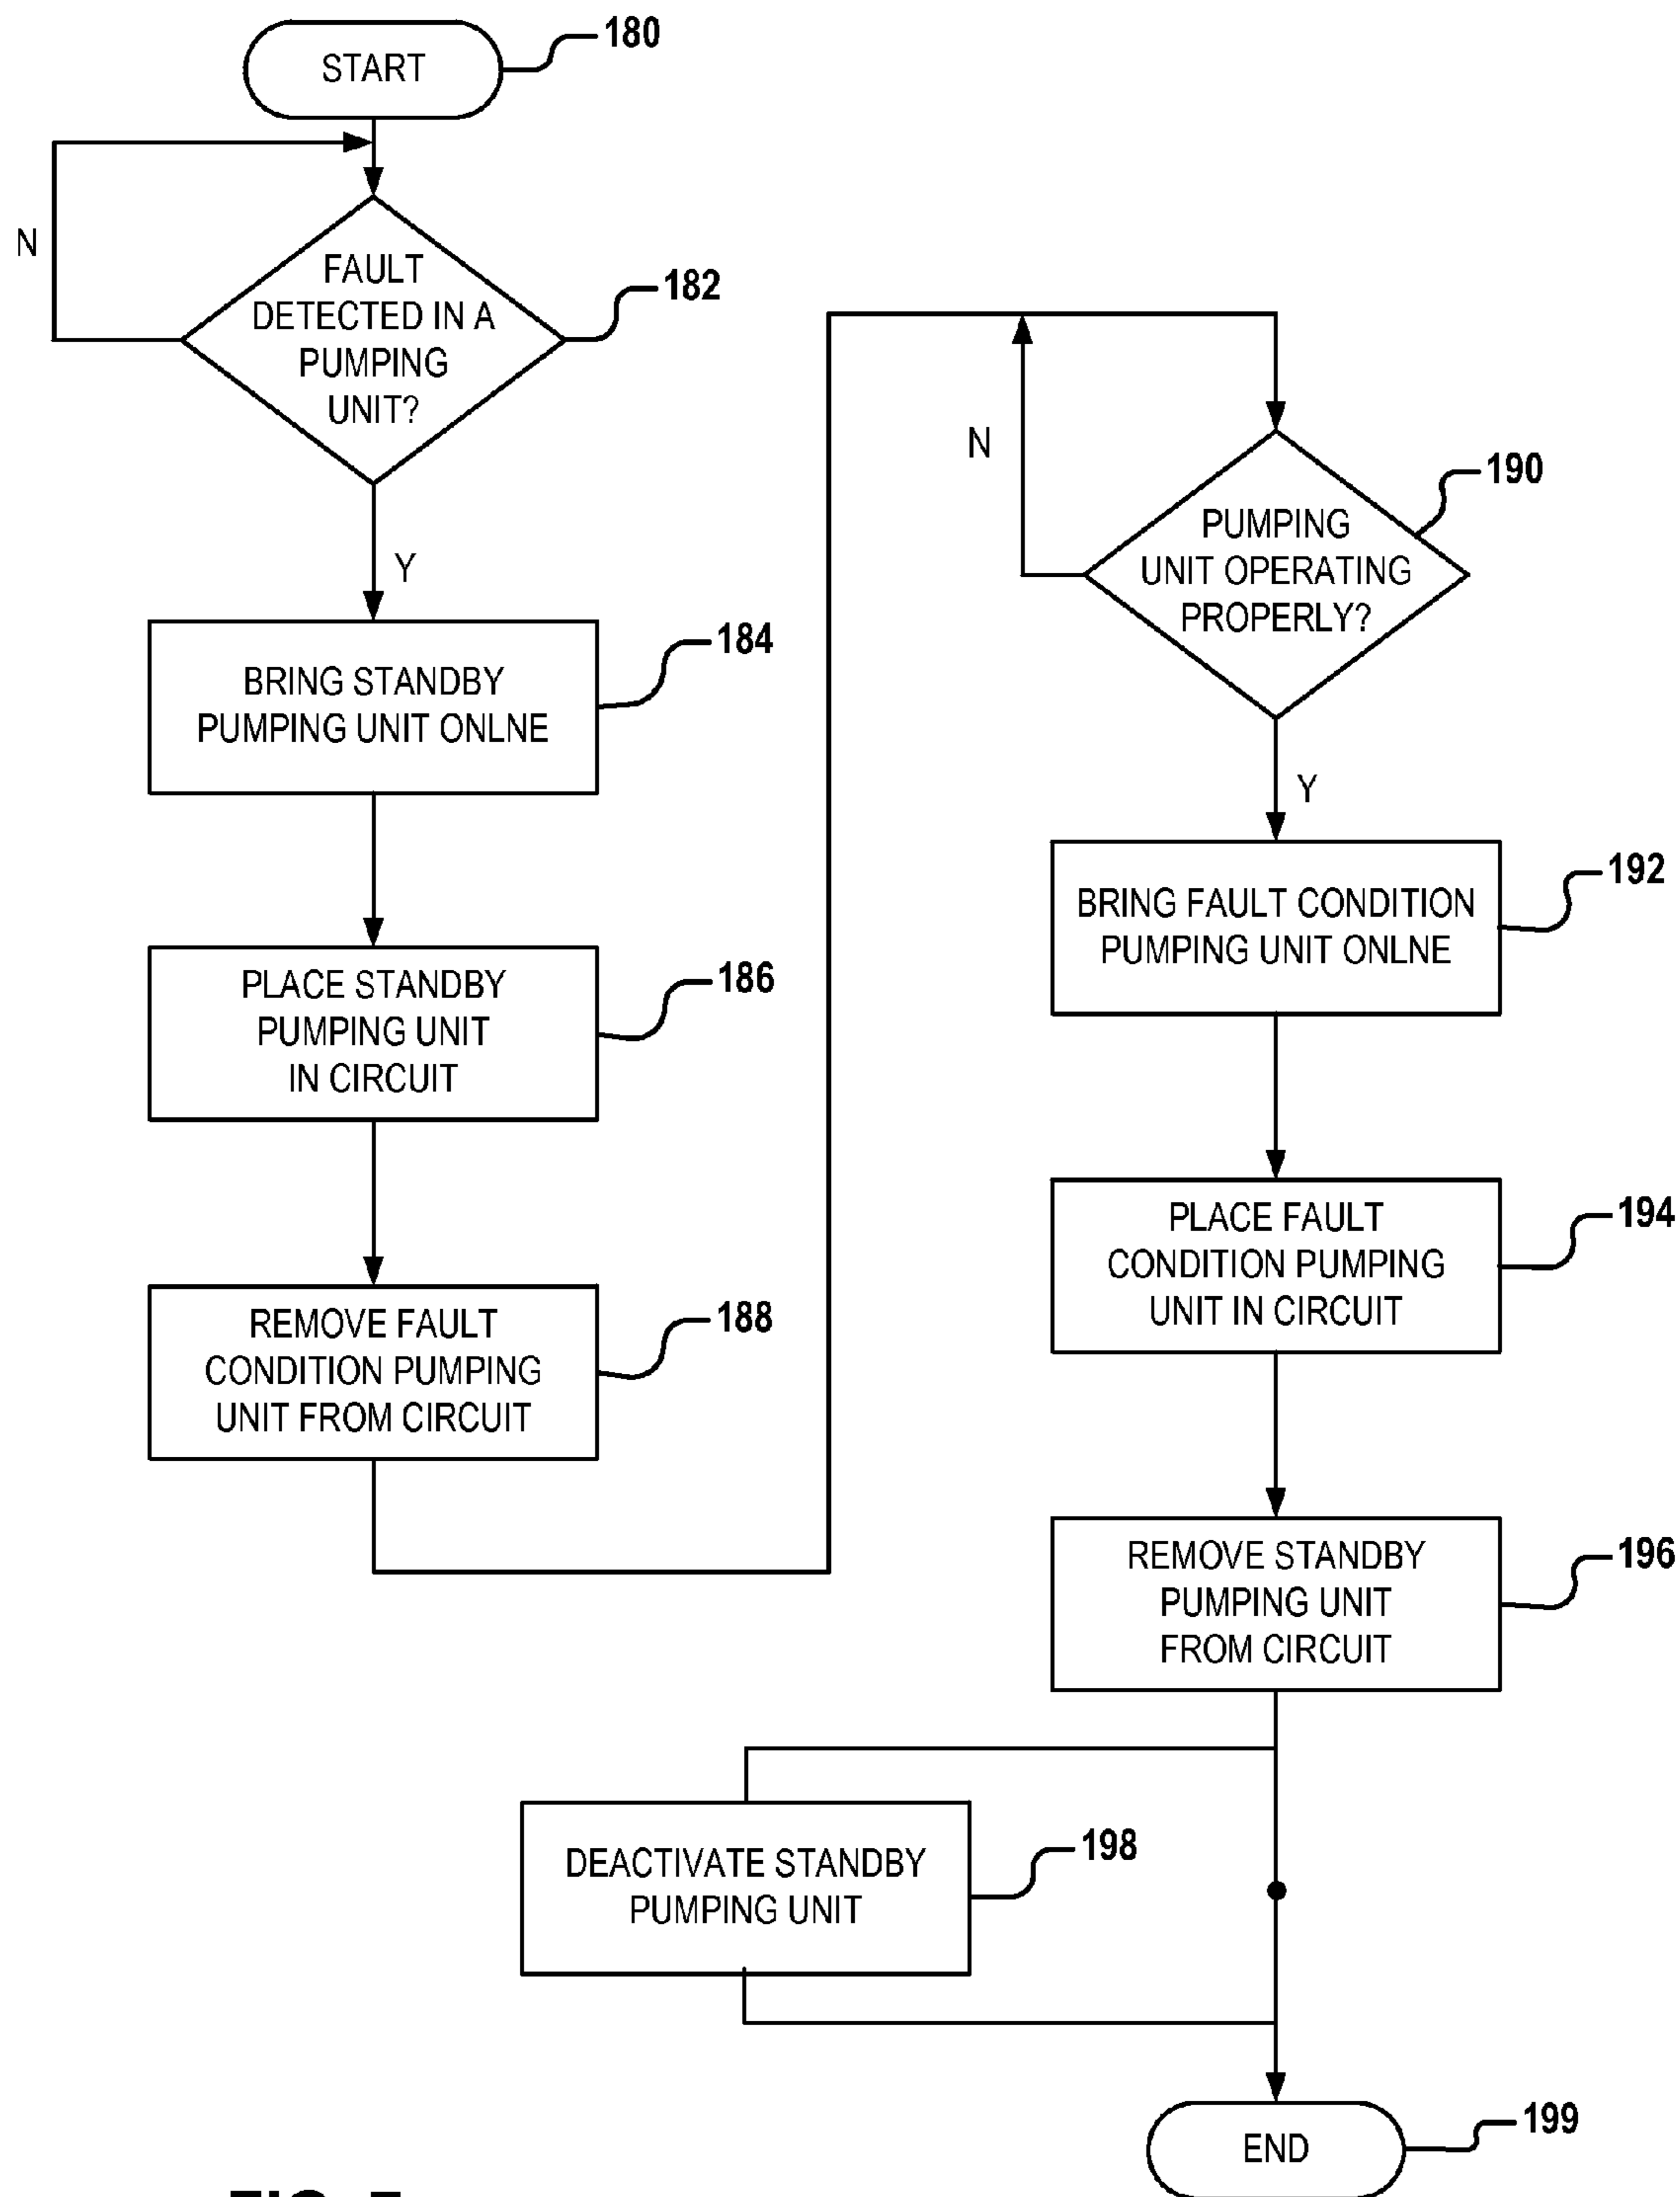 START
180
N
FAULT
DETECTED IN A
PUMPING
UNIT?
182
Y
BRING STANDBY
PUMPING UNIT ONLNE
184
PLACE STANDBY
PUMPING UNIT
IN CIRCUIT
186
REMOVE FAULT
CONDITION PUMPING
UNIT FROM CIRCUIT
188
N
PUMPING
UNIT OPERATING
PROPERLY?
190
Y
BRING FAULT CONDITION
PUMPING UNIT ONLNE
192
PLACE FAULT
CONDITION PUMPING
UNIT IN CIRCUIT
194
REMOVE STANDBY
PUMPING UNIT
FROM CIRCUIT
196
DEACTIVATE STANDBY
PUMPING UNIT
198
END
199